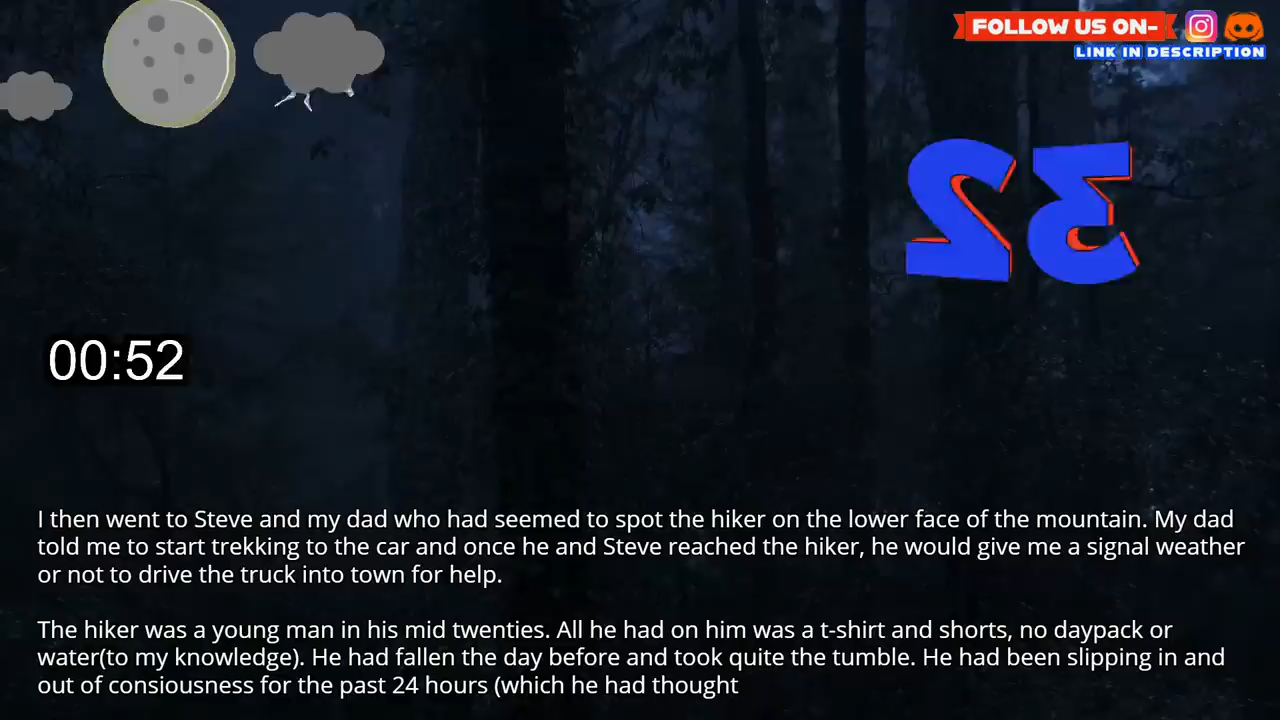 FOLLOW US ON-
LINK IN DESCRIPTION
32
00:52
I then went to Steve and my dad who had seemed to spot the hiker on the lower face of the mountain. My dad
told me to start trekking to the car and once he and Steve reached the hiker, he would give me a signal weather
or not to drive the truck into town for help.
The hiker was a young man in his mid twenties. All he had on him was a t-shirt and shorts, no daypack or
water(to my knowledge). He had fallen the day before and took quite the tumble. He had been slipping in and
out of consiousness for the past 24 hours (which he had thought